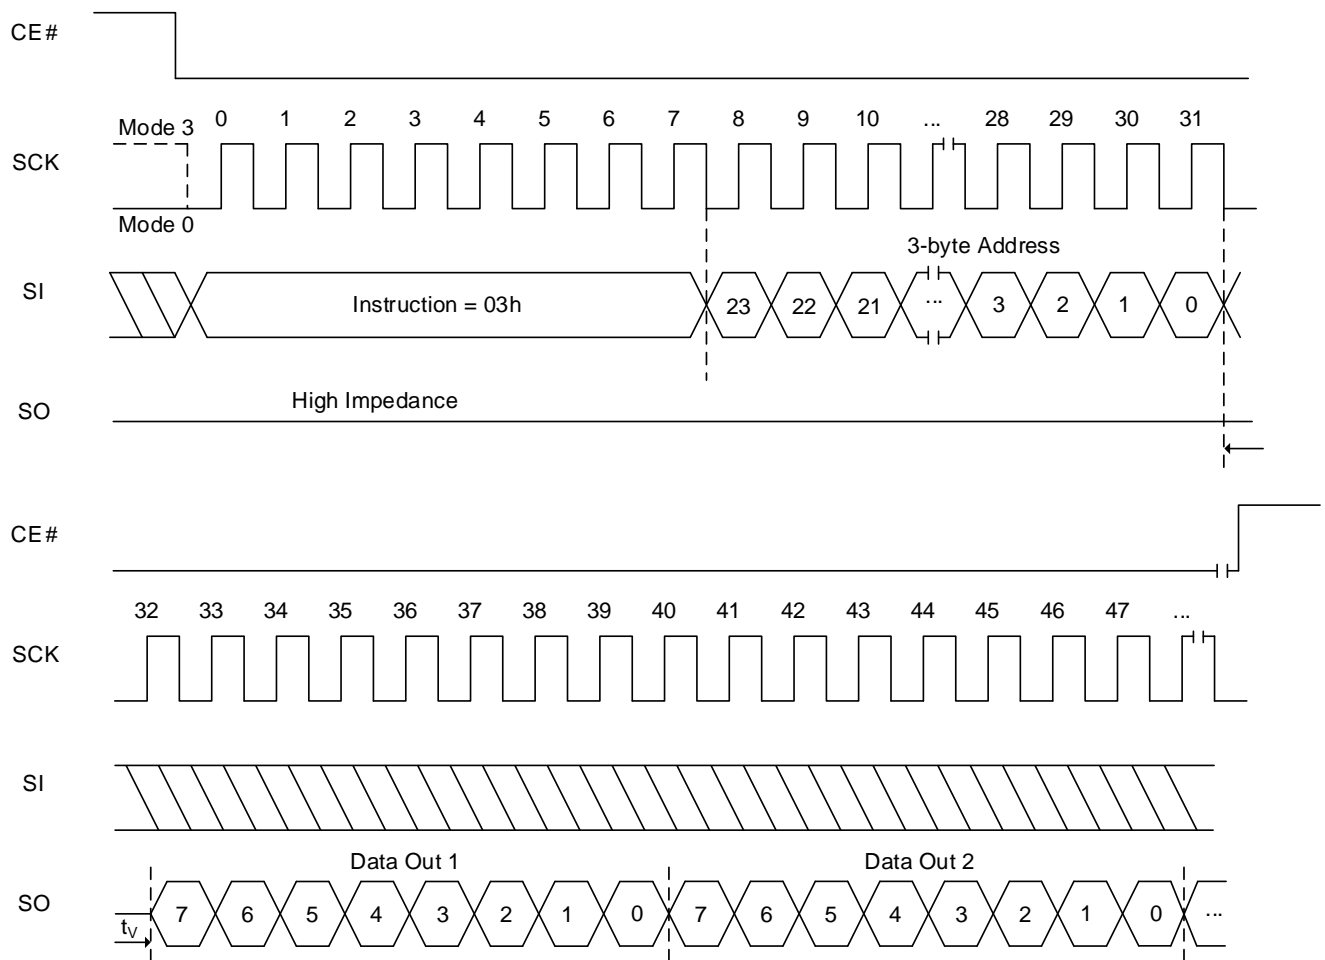 CE#
Mode 3 0 1 2 3 4 5 6 7 8 9 10 ... 28 29 30 31
SCK
Mode 0
3-byte Address
SI Instruction = 03h 23 22 21 ... 3 2 1 0
High Impedance
SO
CE#
32 33 34 35 36 37 38 39 40 41 42 43 44 45 46 47 ...
SCK
SI
Data Out 1 Data Out 2
SO 7 6 5 4 3 2 1 0 7 6 5 4 3 2 1 0 ...
tV